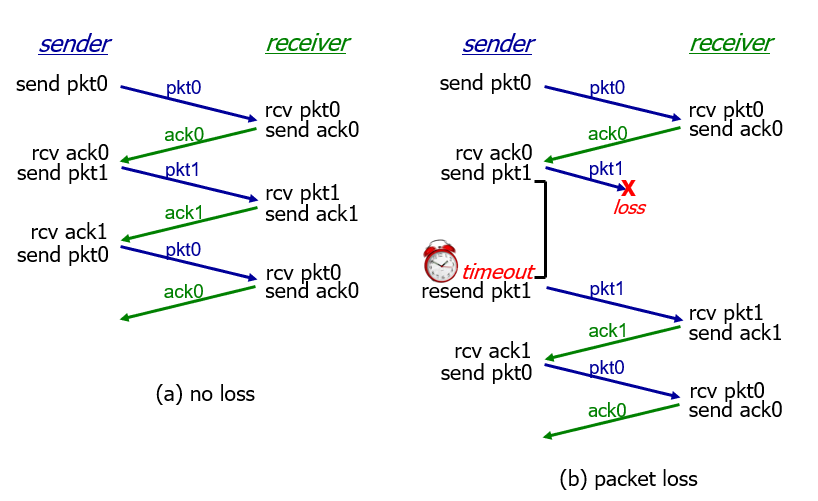 sender
receiver
send pkt0
pkt0
rcv pkt0
send ack0
ack0
rcv ack0
send pkt1
pkt1
rcv pkt1
send ack1
ack1
rcv ack1
send pkt0
pkt0
rcv pkt0
send ack0
ack0
(a) no loss
sender
receiver
send pkt0
pkt0
rcv pkt0
send ack0
ack0
rcv ack0
send pkt1
pkt1
X
loss
timeout
resend pkt1
pkt1
rcv pkt1
send ack1
ack1
rcv ack1
send pkt0
pkt0
rcv pkt0
send ack0
ack0
(b) packet loss